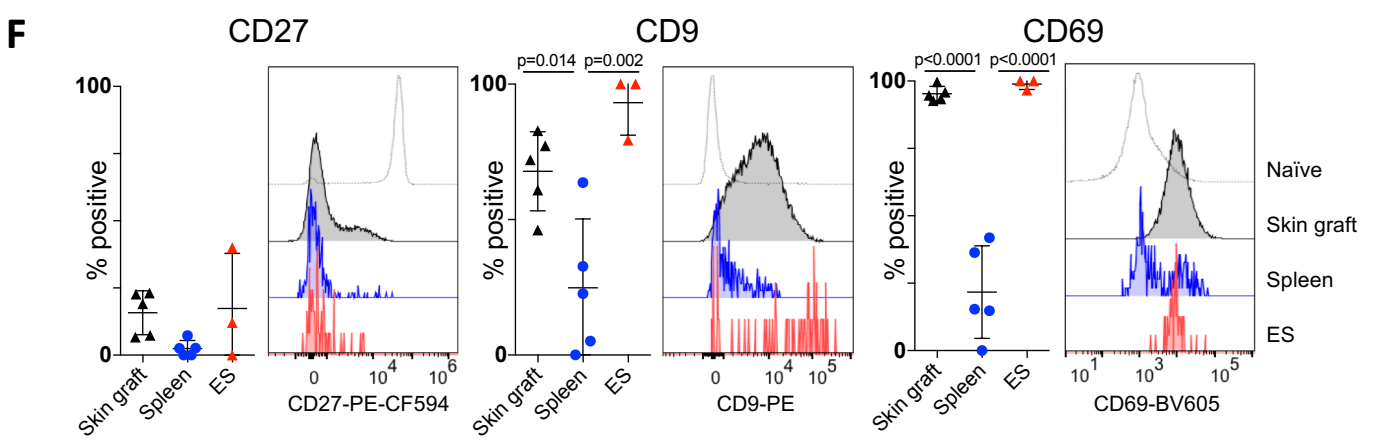 F
CD27
CD9
CD69
p=0.014
p=0.002
p<0.0001
p<0.0001
100
% positive
0
Skin graft
Spleen
ES
0
10^4
10^6
CD27-PE-CF594
100
% positive
0
Skin graft
Spleen
ES
0
10^4
10^5
CD9-PE
100
% positive
0
Skin graft
Spleen
ES
10^1
10^3
10^5
CD69-BV605
Naïve
Skin graft
Spleen
ES